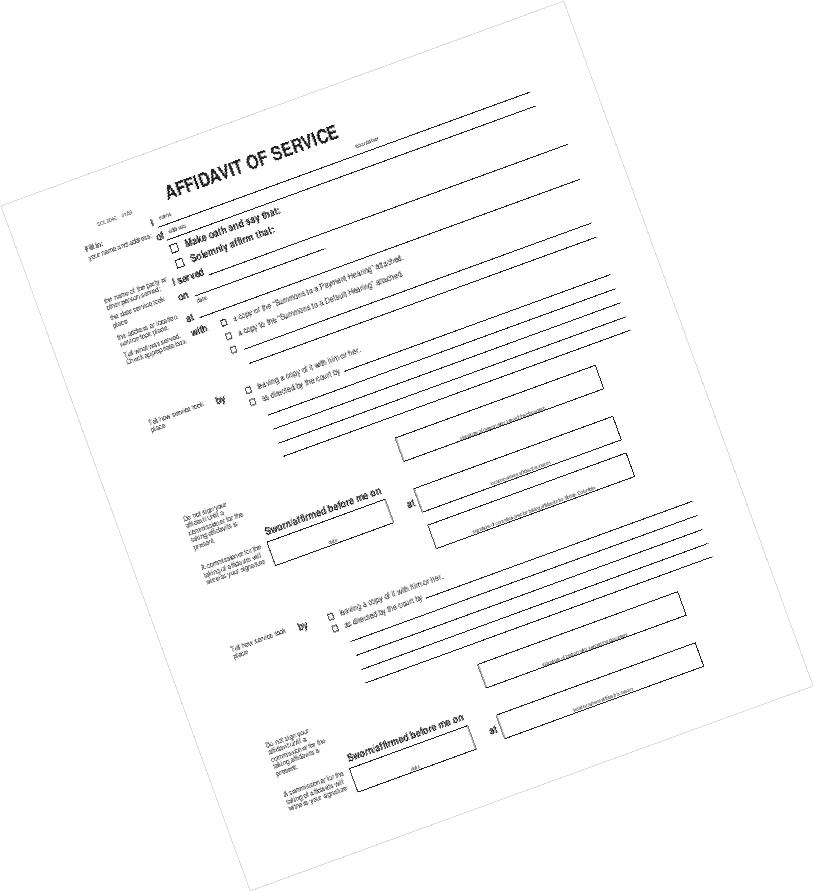 AFFIDAVIT OF SERVICE
occupation
I
name
Fill in:
your name and address:
of
address
Make oath and say that:
Solemnly affirm that:
the name of the party or
other person served:
I served
the date service took
place
on
date
the address or location
service took place:
at
Tell what was served.
Check appropriate box:
with
a copy of the "Summons to a Payment Hearing" attached.
a copy to the "Summons to a Default Hearing" attached.
Tell how service took
place
by
leaving a copy of it with him or her.
as directed by the court by
Do not sign your
affidavit until a
commissioner for the
taking affidavits is
present.
A commissioner for the
taking of affidavits will
witness your signature
Sworn/affirmed before me on
date
at
Tell how service took
place
by
leaving a copy of it with him or her.
as directed by the court by
Do not sign your
affidavit until a
commissioner for the
taking affidavits is
present.
A commissioner for the
taking of affidavits will
witness your signature
Sworn/affirmed before me on
date
at